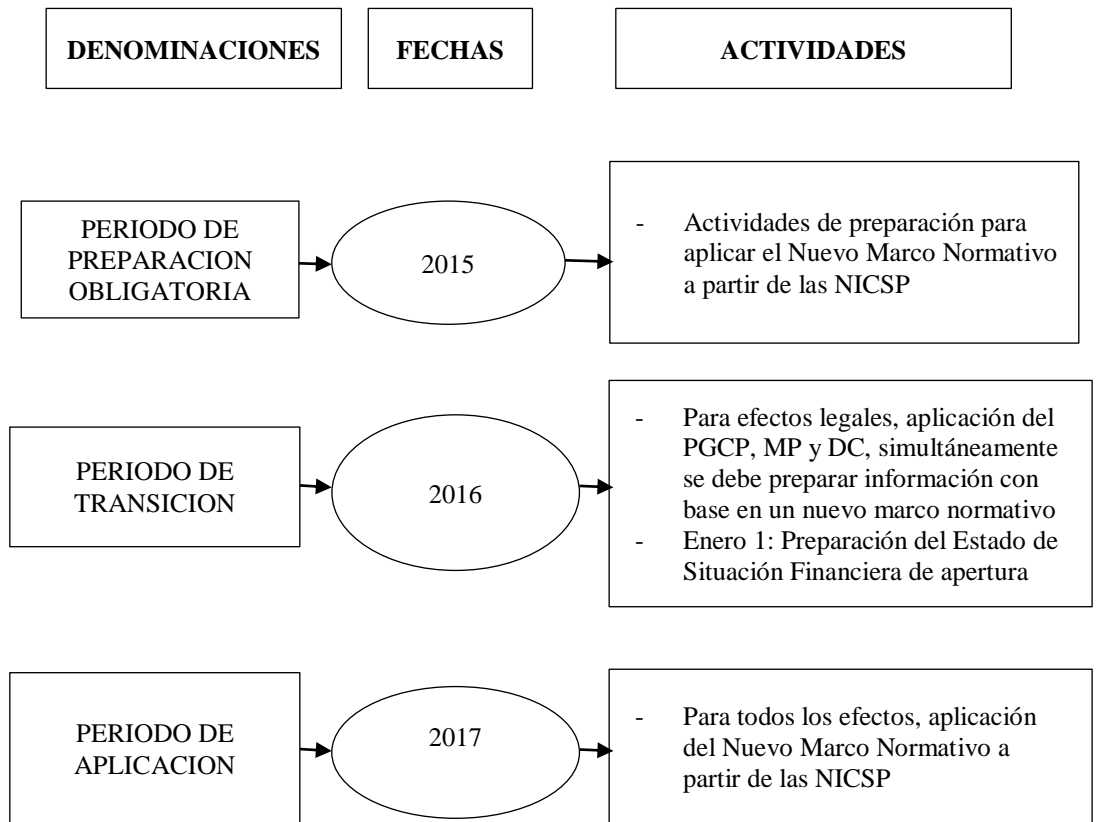 DENOMINACIONES
FECHAS
ACTIVIDADES
PERIODO DE
PREPARACION
OBLIGATORIA
2015
- Actividades de preparación para
aplicar el Nuevo Marco Normativo
a partir de las NICSP
PERIODO DE
TRANSICION
2016
- Para efectos legales, aplicación del
PGCP, MP y DC, simultáneamente
se debe preparar información con
base en un nuevo marco normativo
- Enero 1: Preparación del Estado de
Situación Financiera de apertura
PERIODO DE
APLICACION
2017
- Para todos los efectos, aplicación
del Nuevo Marco Normativo a
partir de las NICSP